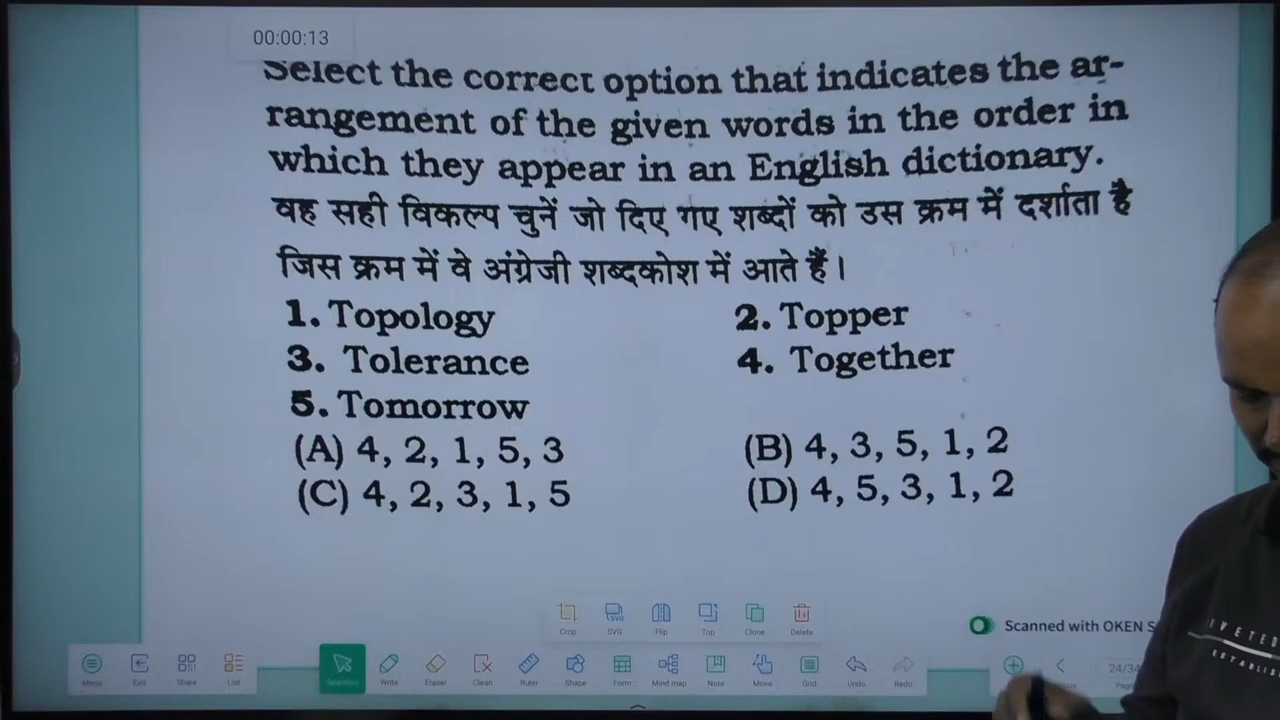 00:00:13
Select the correct option that indicates the ar-
rangement of the given words in the order in
which they appear in an English dictionary.
वह सही विकल्प चुनें जो दिए गए शब्दों को उस क्रम में दर्शाता है
जिस क्रम में वे अंग्रेजी शब्दकोश में आते हैं।
1. Topology 2. Topper
3. Tolerance 4. Together
5. Tomorrow
(A) 4, 2, 1, 5, 3 (B) 4, 3, 5, 1, 2
(C) 4, 2, 3, 1, 5 (D) 4, 5, 3, 1, 2
Crop SVG Flip Top Clone Delete
Scanned with OKEN S
Menu Exit Share List Selection Write Eraser Clean Ruler Shape Form Mind map Note Move Grid Undo Redo 24/34